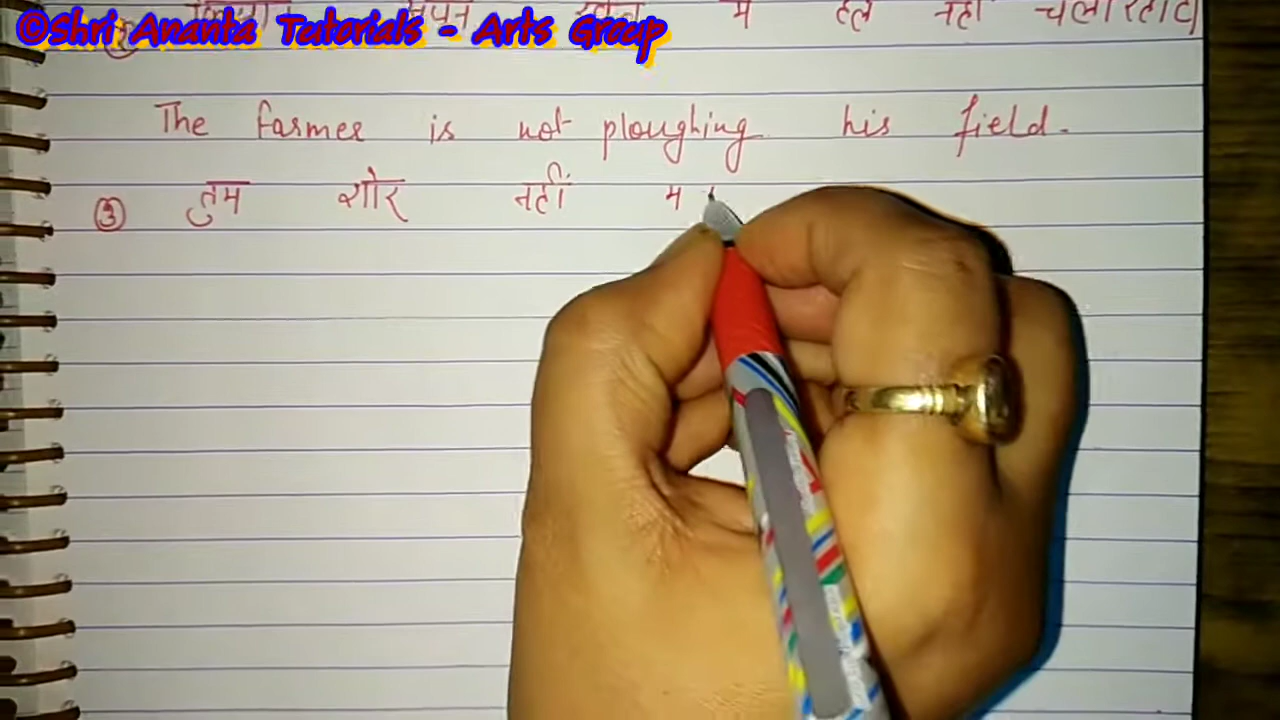 ©Shri Ananta Tutorials - Arts Group
में हल नहीं चला रहा है
The farmer is not ploughing his field.
③ तुम शोर नहीं म